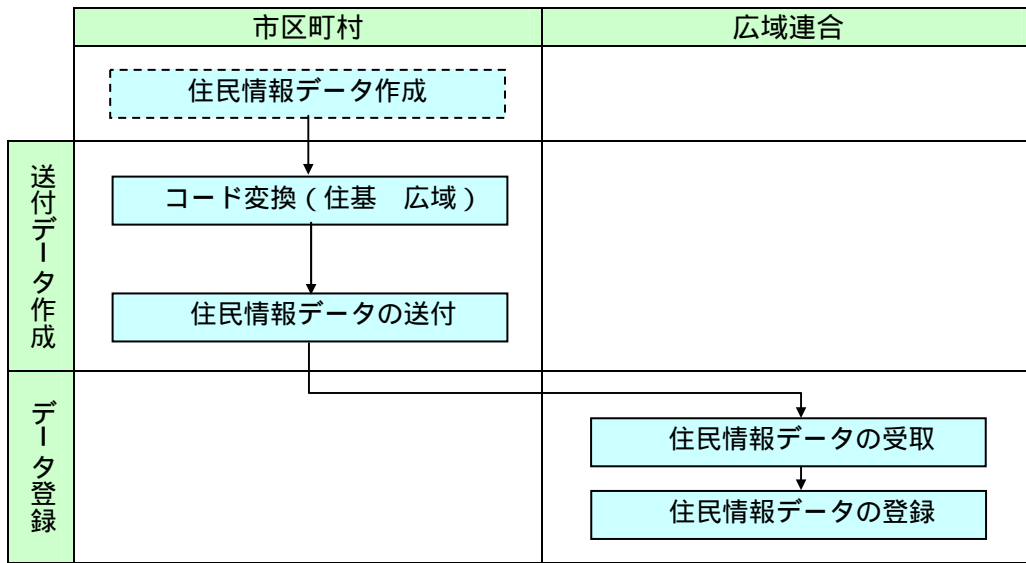 市区町村
広域連合
住民情報データ作成
送付データ作成
コード変換（住基　広域）
住民情報データの送付
データ登録
住民情報データの受取
住民情報データの登録